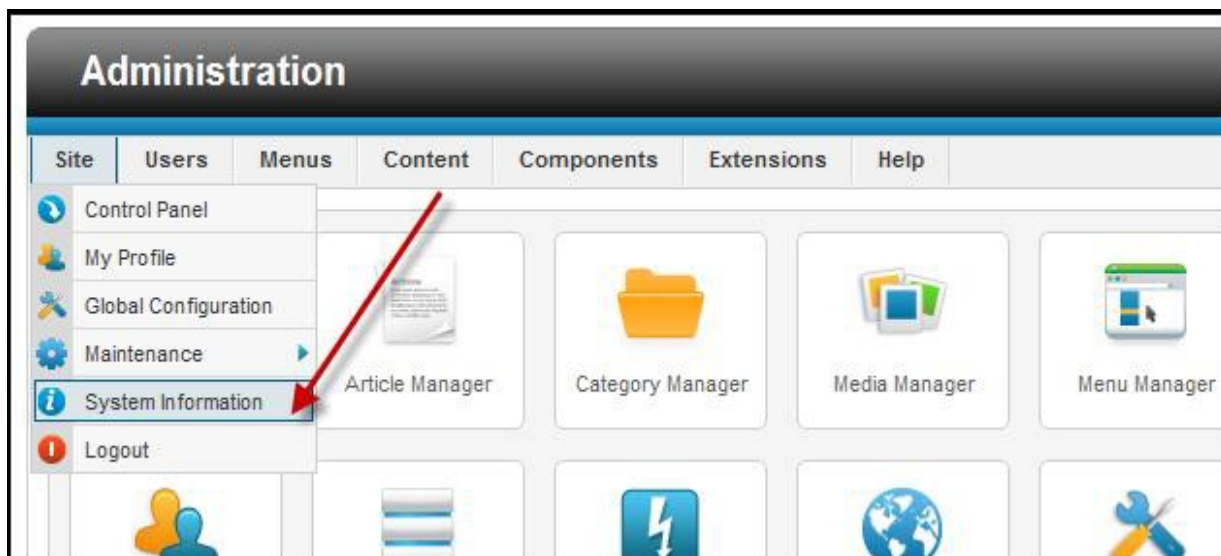 Administration
Site Users Menus Content Components Extensions Help
Control Panel
My Profile
Global Configuration
Maintenance
System Information
Logout
Article Manager Category Manager Media Manager Menu Manager